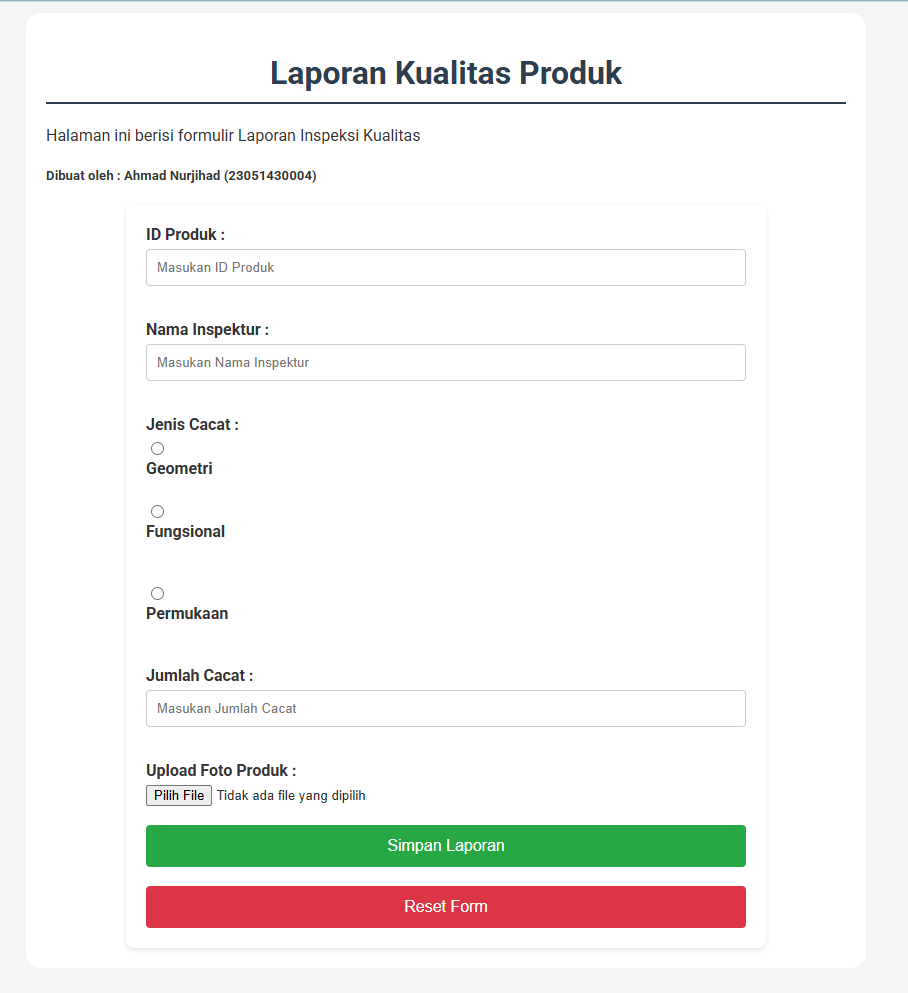 Laporan Kualitas Produk
Halaman ini berisi formulir Laporan Inspeksi Kualitas
Dibuat oleh : Ahmad Nurjihad (23051430004)
ID Produk :
Masukan ID Produk
Nama Inspektur :
Masukan Nama Inspektur
Jenis Cacat :
Geometri
Fungsional
Permukaan
Jumlah Cacat :
Masukan Jumlah Cacat
Upload Foto Produk :
Pilih File Tidak ada file yang dipilih
Simpan Laporan
Reset Form